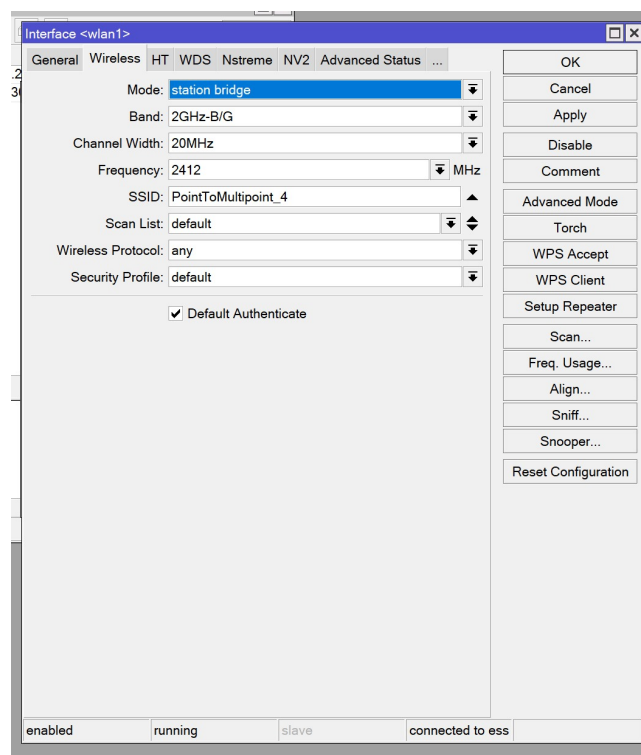 Interface <wlan1>
General Wireless HT WDS Nstreme NV2 Advanced Status ...
Mode: station bridge
Band: 2GHz-B/G
Channel Width: 20MHz
Frequency: 2412 MHz
SSID: PointToMultipoint_4
Scan List: default
Wireless Protocol: any
Security Profile: default
Default Authenticate
OK
Cancel
Apply
Disable
Comment
Advanced Mode
Torch
WPS Accept
WPS Client
Setup Repeater
Scan...
Freq. Usage...
Align...
Sniff...
Snooper...
Reset Configuration
enabled running slave connected to ess